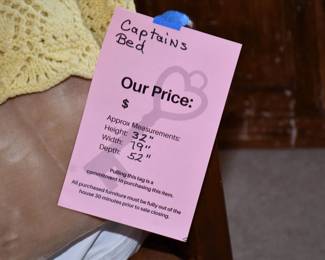 Captains
Bed
Our Price:
$
Approx Measurements:
Height: 32"
Width: 79"
Depth: 52"
Pulling this tag is a
commitment to purchasing this item.
All purchased furniture must be fully out of the
house 30 minutes prior to sale closing.